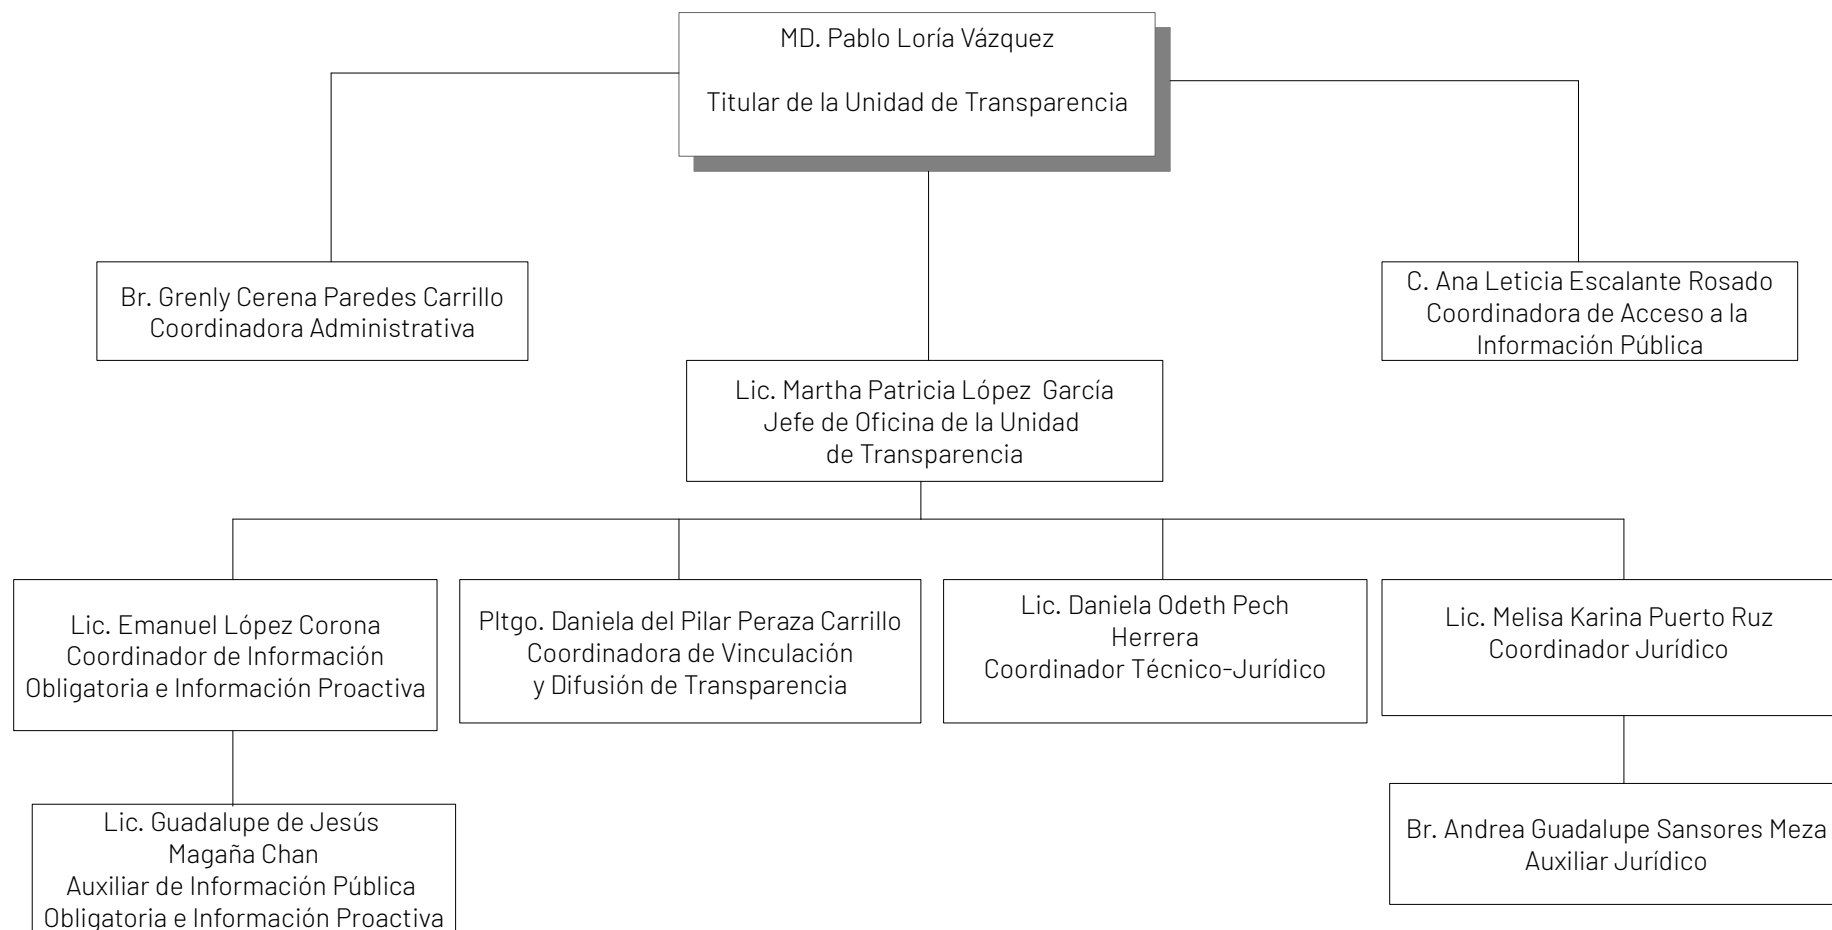 MD. Pablo Loría Vázquez
Titular de la Unidad de Transparencia
Br. Grenly Cerena Paredes Carrillo
Coordinadora Administrativa
C. Ana Leticia Escalante Rosado
Coordinadora de Acceso a la
Información Pública
Lic. Martha Patricia López García
Jefe de Oficina de la Unidad
de Transparencia
Lic. Emanuel López Corona
Coordinador de Información
Obligatoria e Información Proactiva
Pltgo. Daniela del Pilar Peraza Carrillo
Coordinadora de Vinculación
y Difusión de Transparencia
Lic. Daniela Odeth Pech
Herrera
Coordinador Técnico-Jurídico
Lic. Melisa Karina Puerto Ruz
Coordinador Jurídico
Lic. Guadalupe de Jesús
Magaña Chan
Auxiliar de Información Pública
Obligatoria e Información Proactiva
Br. Andrea Guadalupe Sansores Meza
Auxiliar Jurídico